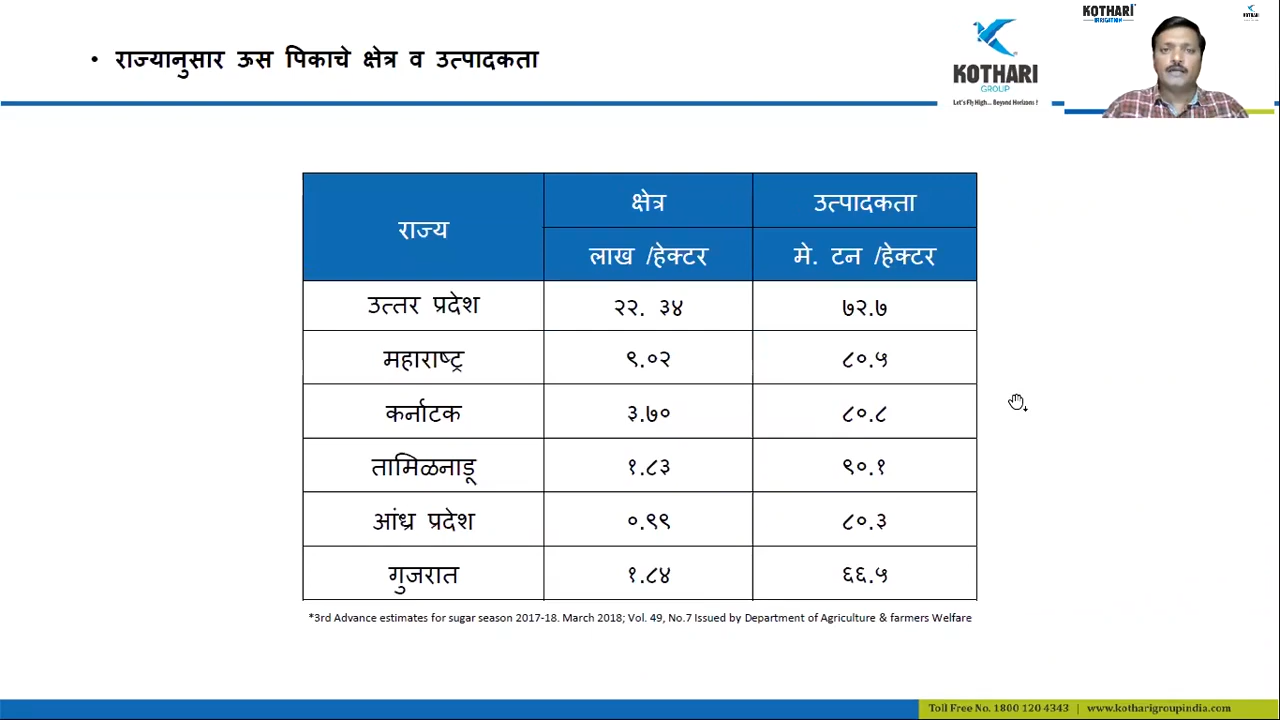 • राज्यानुसार ऊस पिकाचे क्षेत्र व उत्पादकता
KOTHARI
GROUP
Let's Fly High... Beyond Horizons !
KOTHARI
IRRIGATION
KOTHARI
राज्य क्षेत्र उत्पादकता
लाख /हेक्टर मे. टन /हेक्टर
उत्तर प्रदेश २२. ३४ ७२.७
महाराष्ट्र ९.०२ ८०.५
कर्नाटक ३.७० ८०.८
तामिळनाडू १.८३ ९०.१
आंध्र प्रदेश ०.९९ ८०.३
गुजरात १.८४ ६६.५
*3rd Advance estimates for sugar season 2017-18. March 2018; Vol. 49, No.7 Issued by Department of Agriculture & farmers Welfare
Toll Free No. 1800 120 4343 | www.kotharigroupindia.com